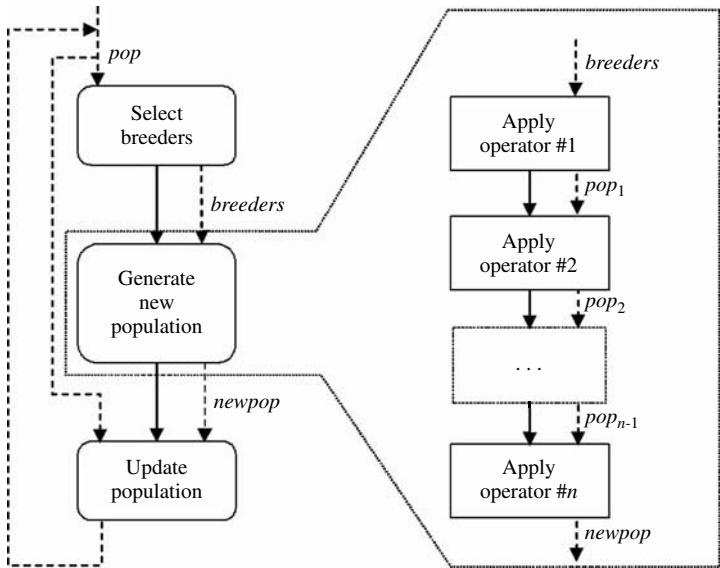 pop
Select
breeders
breeders
Generate
new
population
newpop
Update
population
breeders
Apply
operator #1
pop₁
Apply
operator #2
pop₂
. . .
popₙ₋₁
Apply
operator #n
newpop